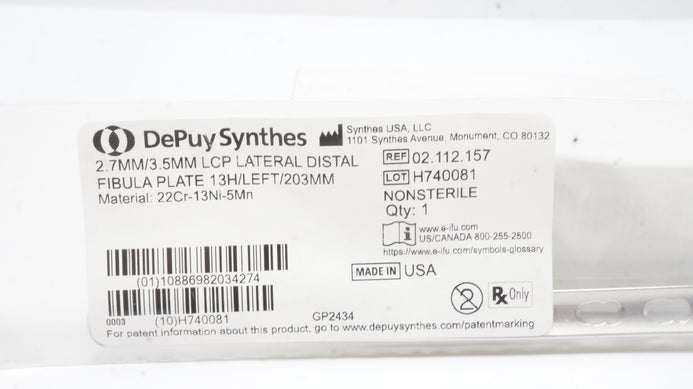 DePuy Synthes
Synthes USA, LLC
1101 Synthes Avenue, Monument, CO 80132
2.7MM/3.5MM LCP LATERAL DISTAL
FIBULA PLATE 13H/LEFT/203MM
Material: 22Cr-13Ni-5Mn
REF 02.112.157
LOT H740081
NONSTERILE
Qty: 1
www.e-ifu.com
US/CANADA 800-255-2500
https://www.e-ifu.com/symbols-glossary
MADE IN USA
(01)10886982034274
2
Rx Only
0003 (10)H740081
GP2434
For patent information about this product, go to www.depuysynthes.com/patentmarking